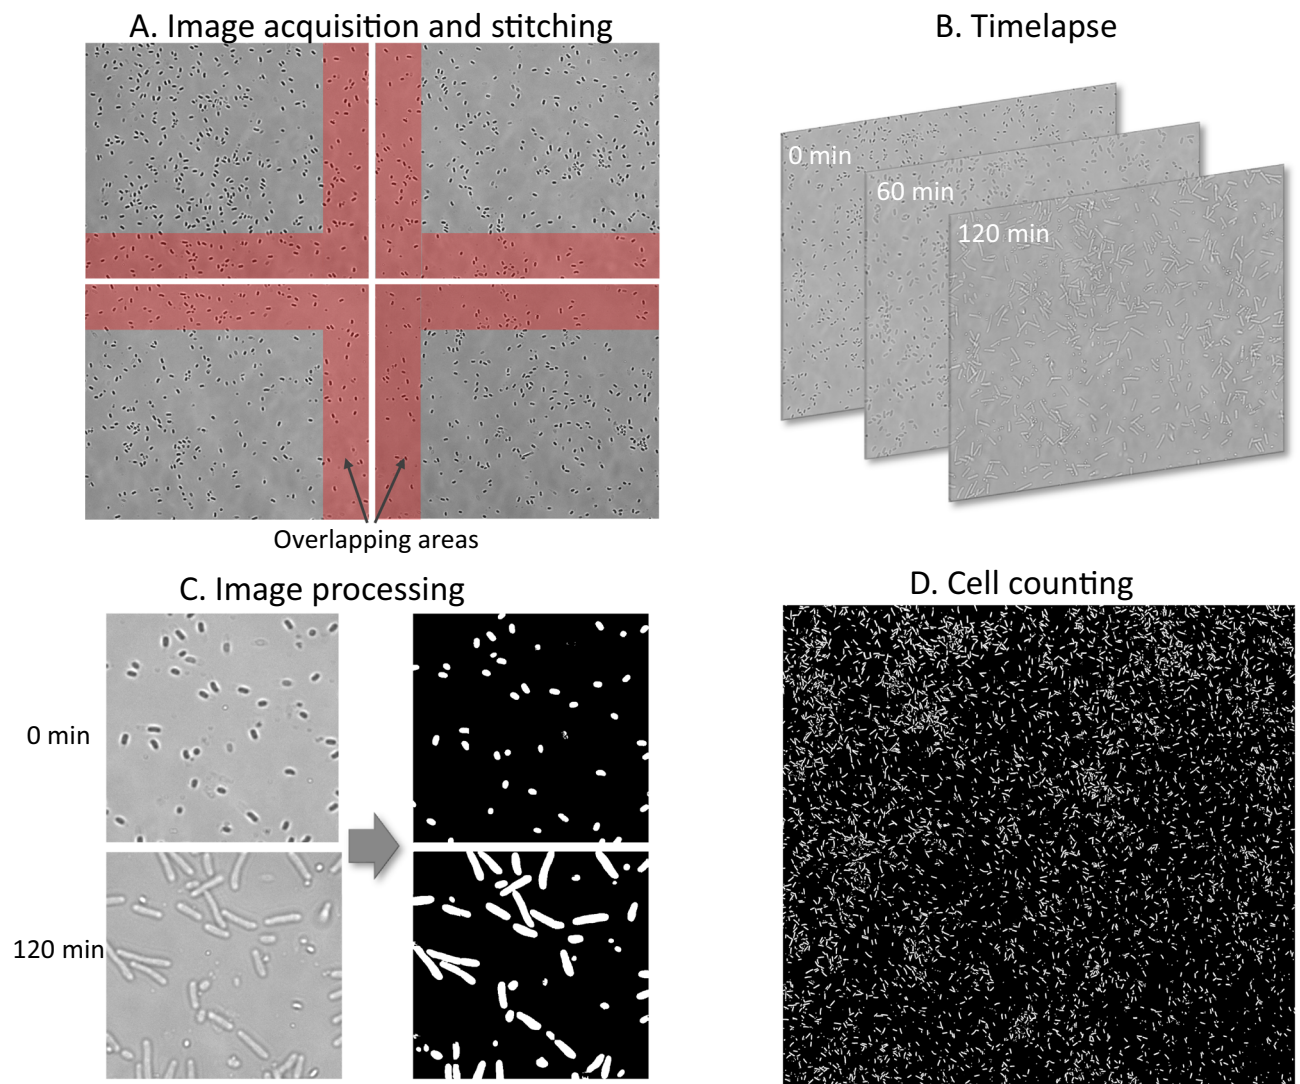 A. Image acquisition and stitching
B. Timelapse
0 min
60 min
120 min
Overlapping areas
C. Image processing
D. Cell counting
0 min
120 min